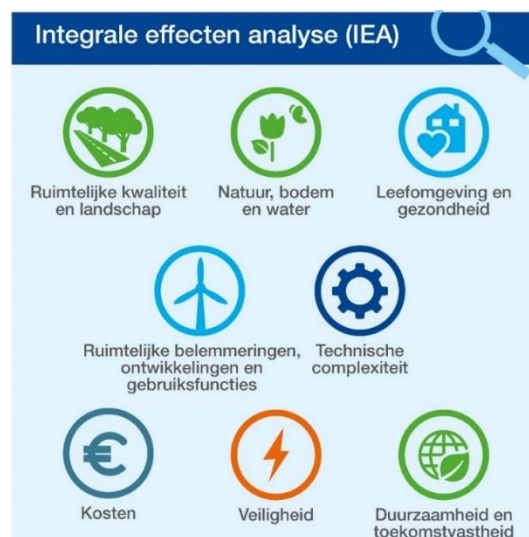 Integrale effecten analyse (IEA)
Ruimtelijke kwaliteit
en landschap
Natuur, bodem
en water
Leefomgeving en
gezondheid
Ruimtelijke belemmeringen,
ontwikkelingen en
gebruiksfuncties
Technische
complexiteit
Kosten
Veiligheid
Duurzaamheid en
toekomstvastheid